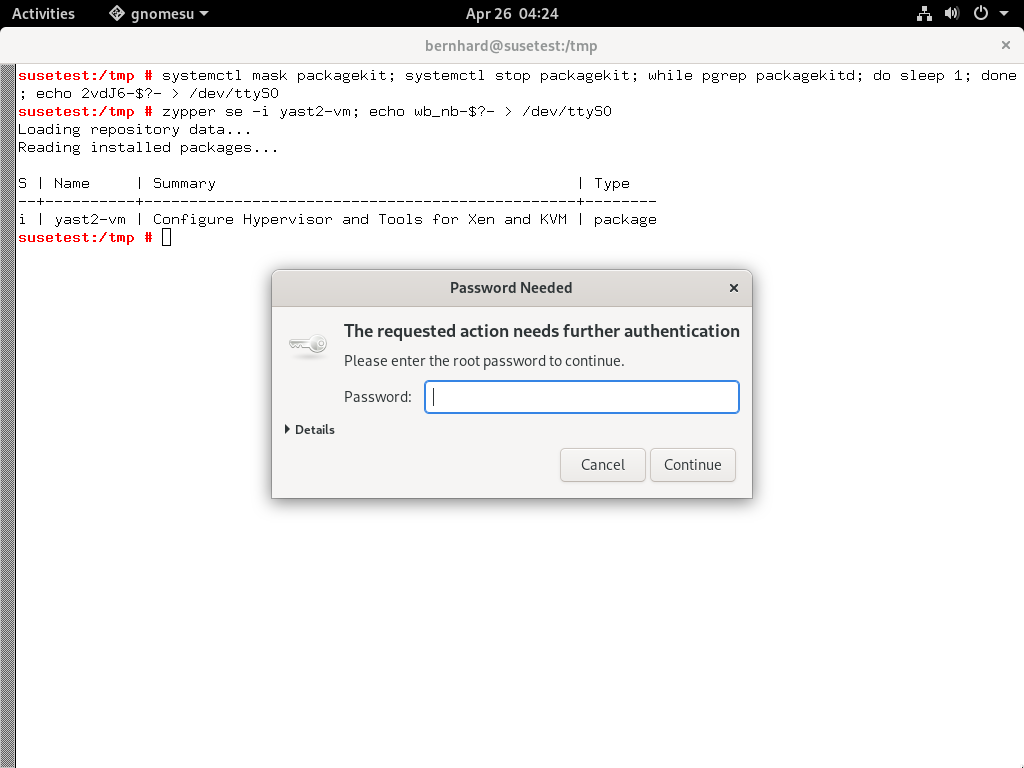 Activities gnomesu Apr 26 04:24
bernhard@susetest:/tmp
susetest:/tmp # systemctl mask packagekit; systemctl stop packagekit; while pgrep packagekitd; do sleep 1; done
; echo 2vdJ6-$?- > /dev/ttyS0
susetest:/tmp # zypper se -i yast2-vm; echo wb_nb-$?- > /dev/ttyS0
Loading repository data...
Reading installed packages...
S | Name     | Summary                                        | Type
--+----------+------------------------------------------------+--------
i | yast2-vm | Configure Hypervisor and Tools for Xen and KVM | package
susetest:/tmp #
Password Needed
The requested action needs further authentication
Please enter the root password to continue.
Password:
Details
Cancel Continue